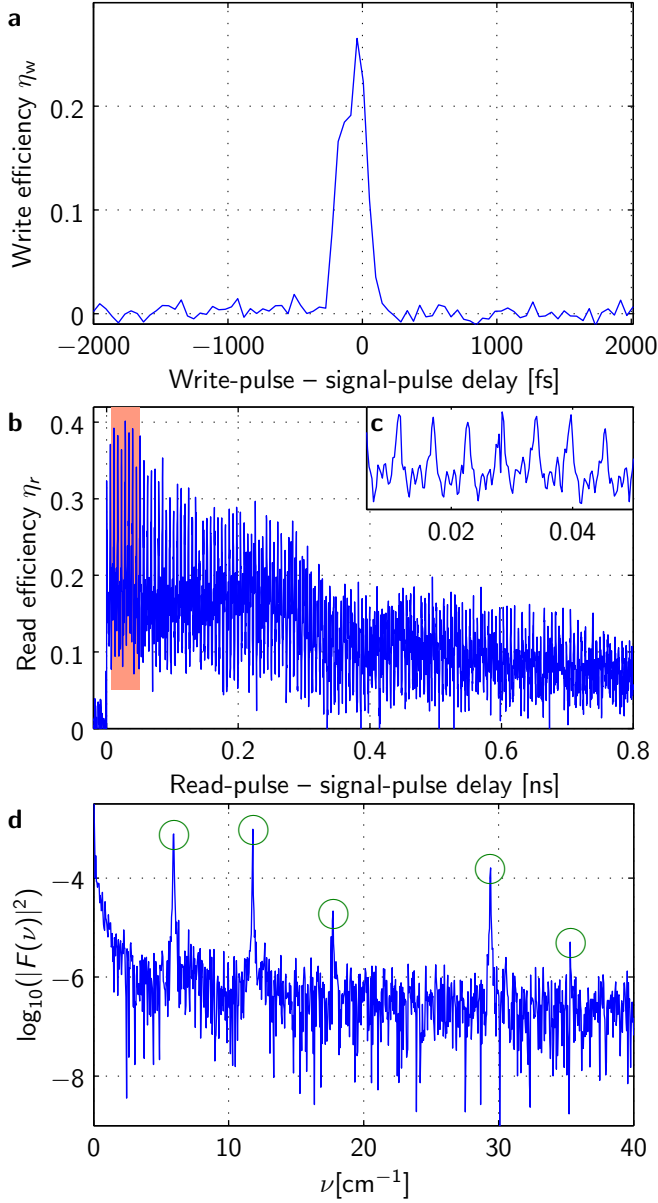 a
Write efficiency ηw
0.2
0.1
0
−2000 −1000 0 1000 2000
Write-pulse – signal-pulse delay [fs]
b
Read efficiency ηr
0.4
0.3
0.2
0.1
0
c
0.02 0.04
0 0.2 0.4 0.6 0.8
Read-pulse – signal-pulse delay [ns]
d
log10(|F(ν)|²)
−4
−6
−8
0 10 20 30 40
ν[cm−1]